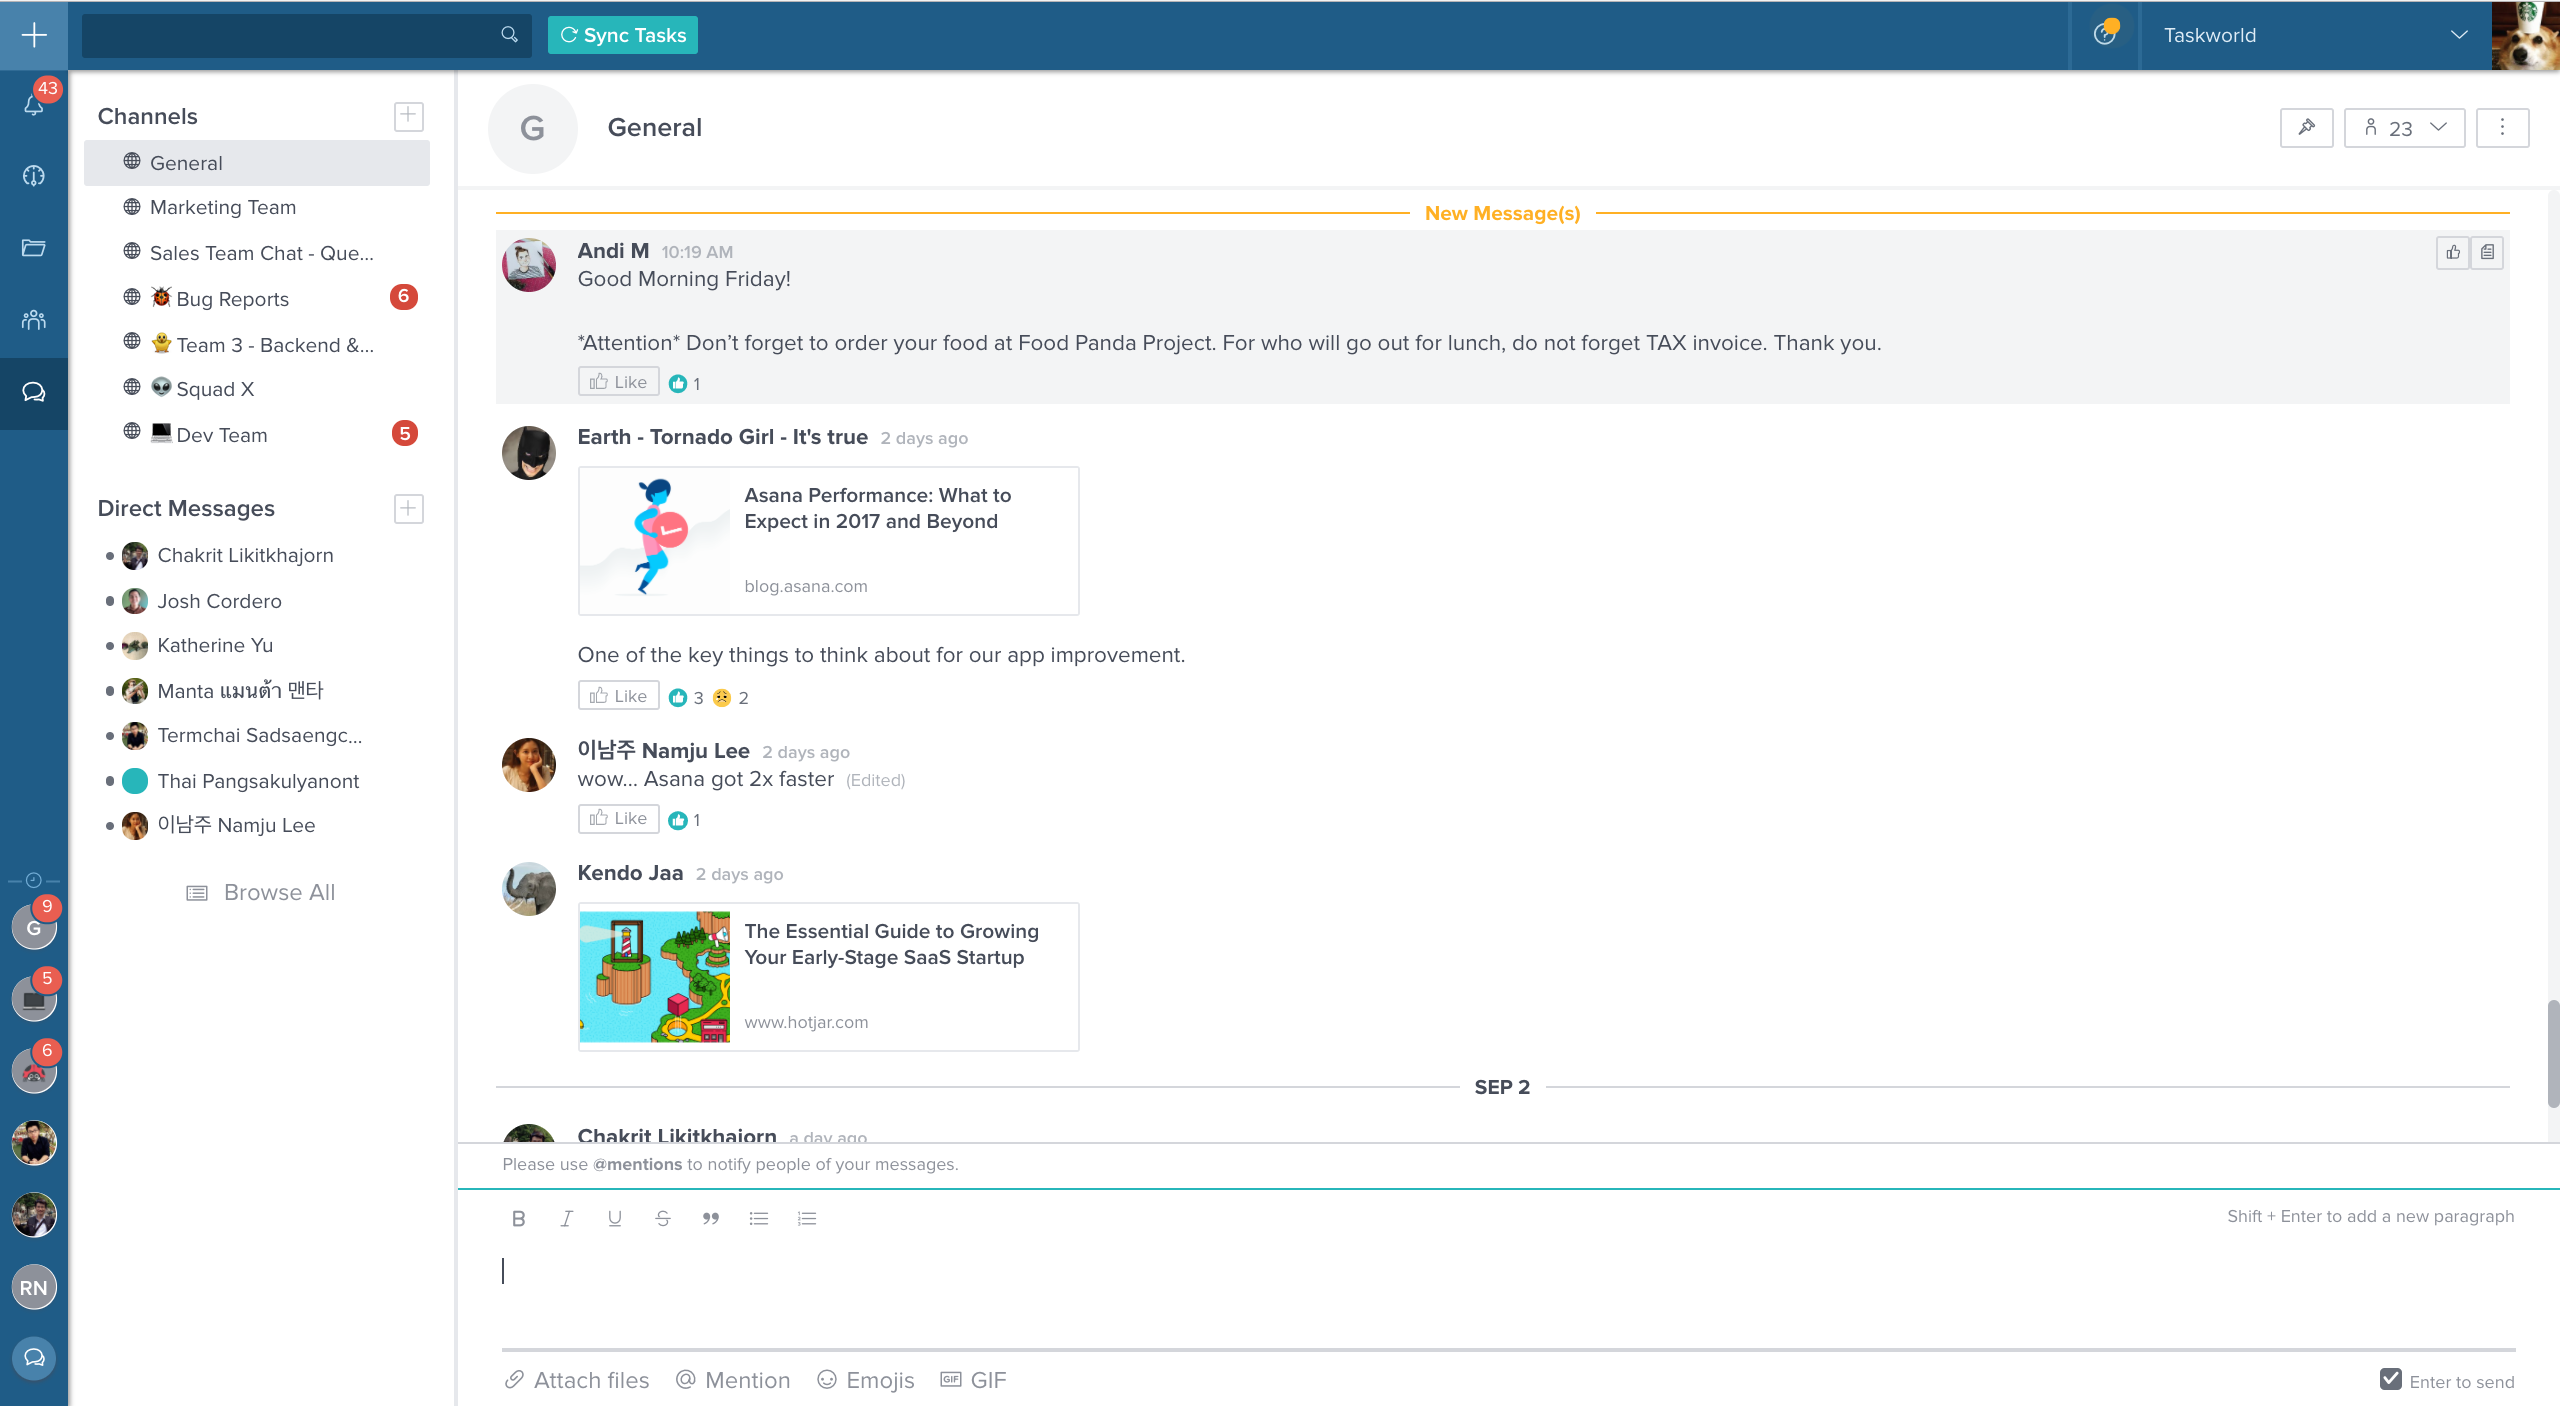 Sync Tasks
Taskworld
43
Channels
General
Marketing Team
Sales Team Chat - Que...
Bug Reports
6
Team 3 - Backend &...
Squad X
Dev Team
5
Direct Messages
Chakrit Likitkhajorn
Josh Cordero
Katherine Yu
Manta แมนต้า 맨타
Termchai Sadsaengc...
Thai Pangsakulyanont
이남주 Namju Lee
Browse All
9
G
5
6
RN
G
General
23
New Message(s)
Andi M 10:19 AM
Good Morning Friday!
*Attention* Don’t forget to order your food at Food Panda Project. For who will go out for lunch, do not forget TAX invoice. Thank you.
Like 1
Earth - Tornado Girl - It's true 2 days ago
Asana Performance: What to
Expect in 2017 and Beyond
blog.asana.com
One of the key things to think about for our app improvement.
Like 3 2
이남주 Namju Lee 2 days ago
wow... Asana got 2x faster (Edited)
Like 1
Kendo Jaa 2 days ago
The Essential Guide to Growing
Your Early-Stage SaaS Startup
www.hotjar.com
SEP 2
Chakrit Likitkhajorn a day ago
Please use @mentions to notify people of your messages.
B I U S
Shift + Enter to add a new paragraph
Attach files @ Mention Emojis GIF GIF
Enter to send